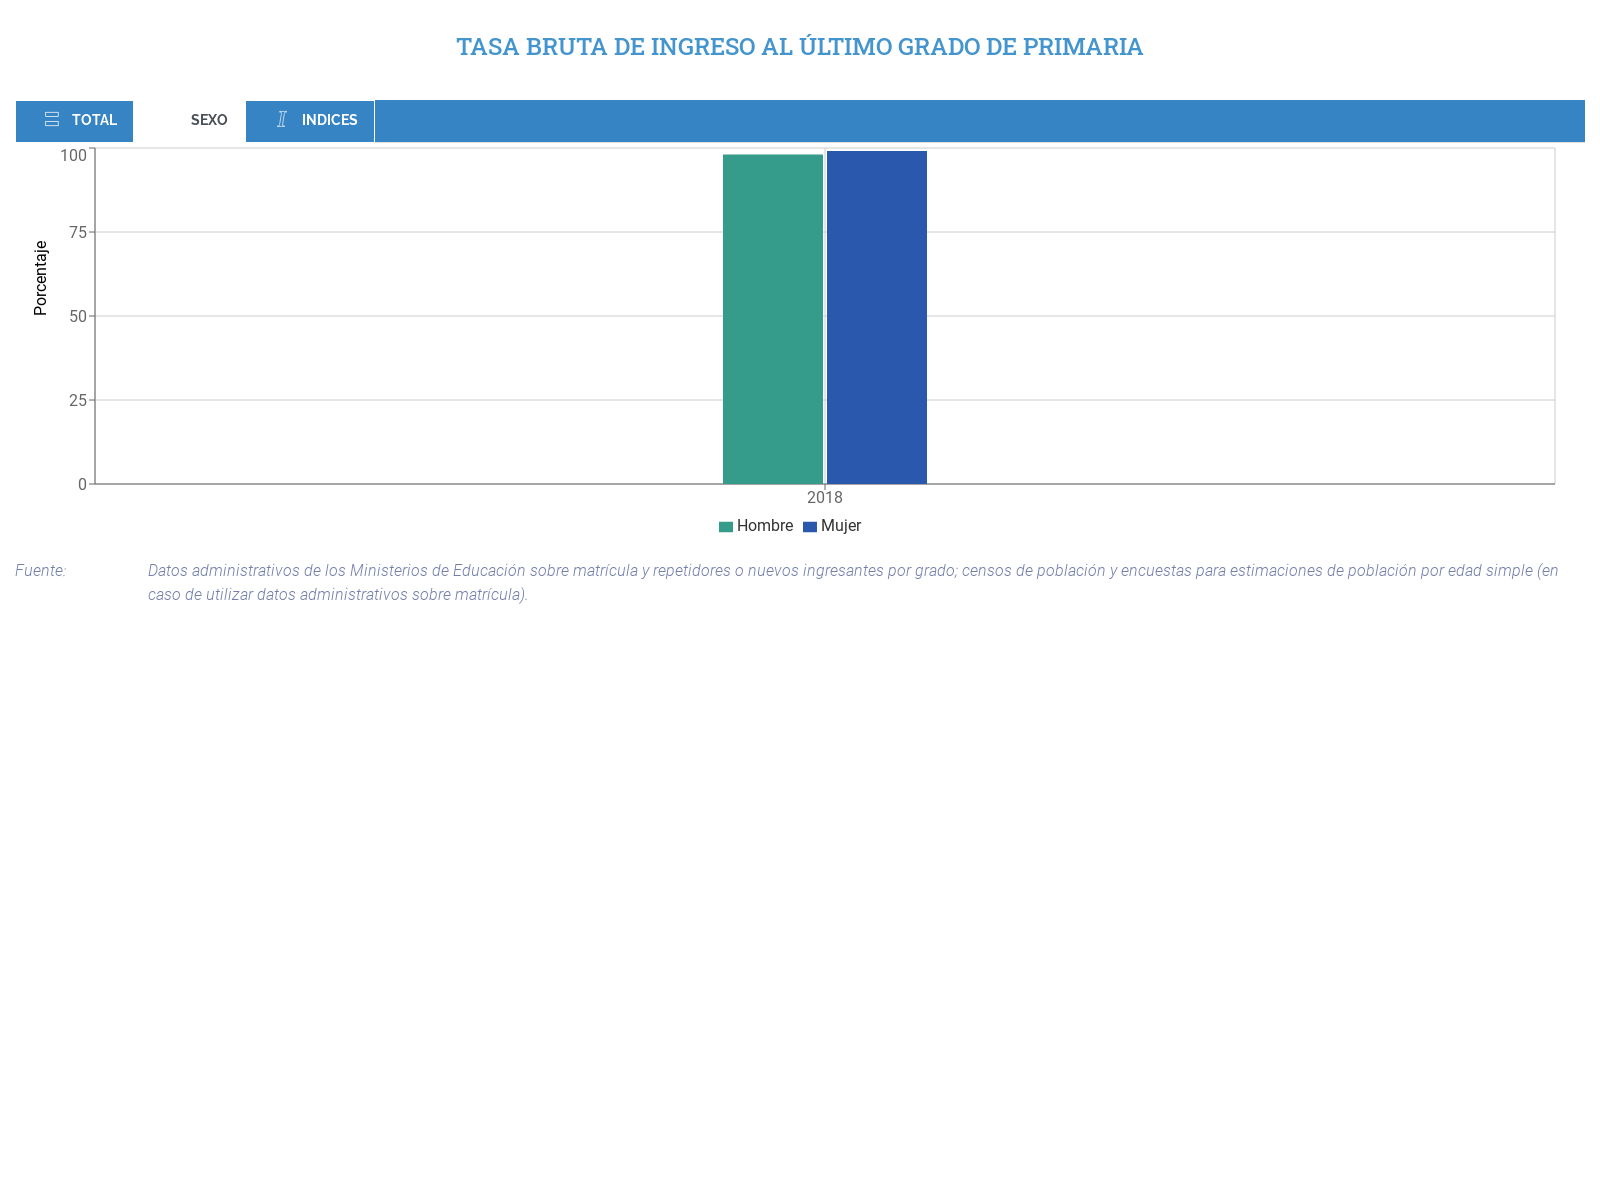 TASA BRUTA DE INGRESO AL ÚLTIMO GRADO DE PRIMARIA
TOTAL SEXO INDICES
100
75
50
25
0
Porcentaje
2018
Hombre Mujer
Fuente: Datos administrativos de los Ministerios de Educación sobre matrícula y repetidores o nuevos ingresantes por grado; censos de población y encuestas para estimaciones de población por edad simple (en
caso de utilizar datos administrativos sobre matrícula).